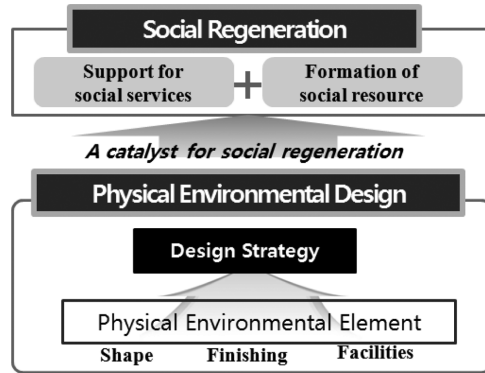 Social Regeneration
Support for
social services
+
Formation of
social resource
A catalyst for social regeneration
Physical Environmental Design
Design Strategy
Physical Environmental Element
Shape Finishing Facilities